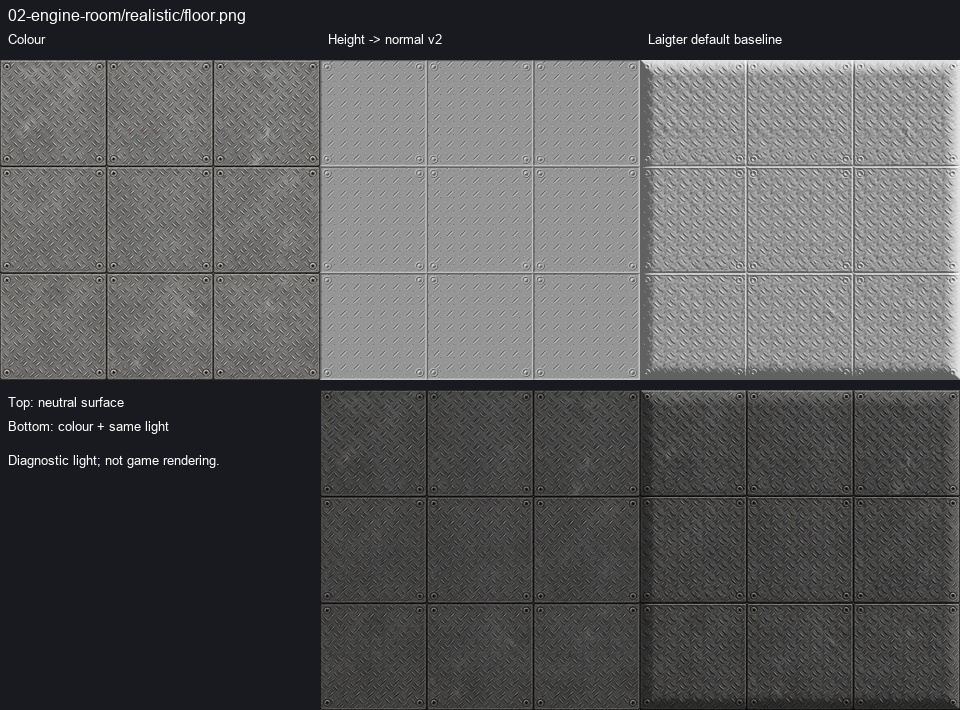 02-engine-room/realistic/floor.png
Colour
Height -> normal v2
Laigter default baseline
Top: neutral surface
Bottom: colour + same light
Diagnostic light; not game rendering.